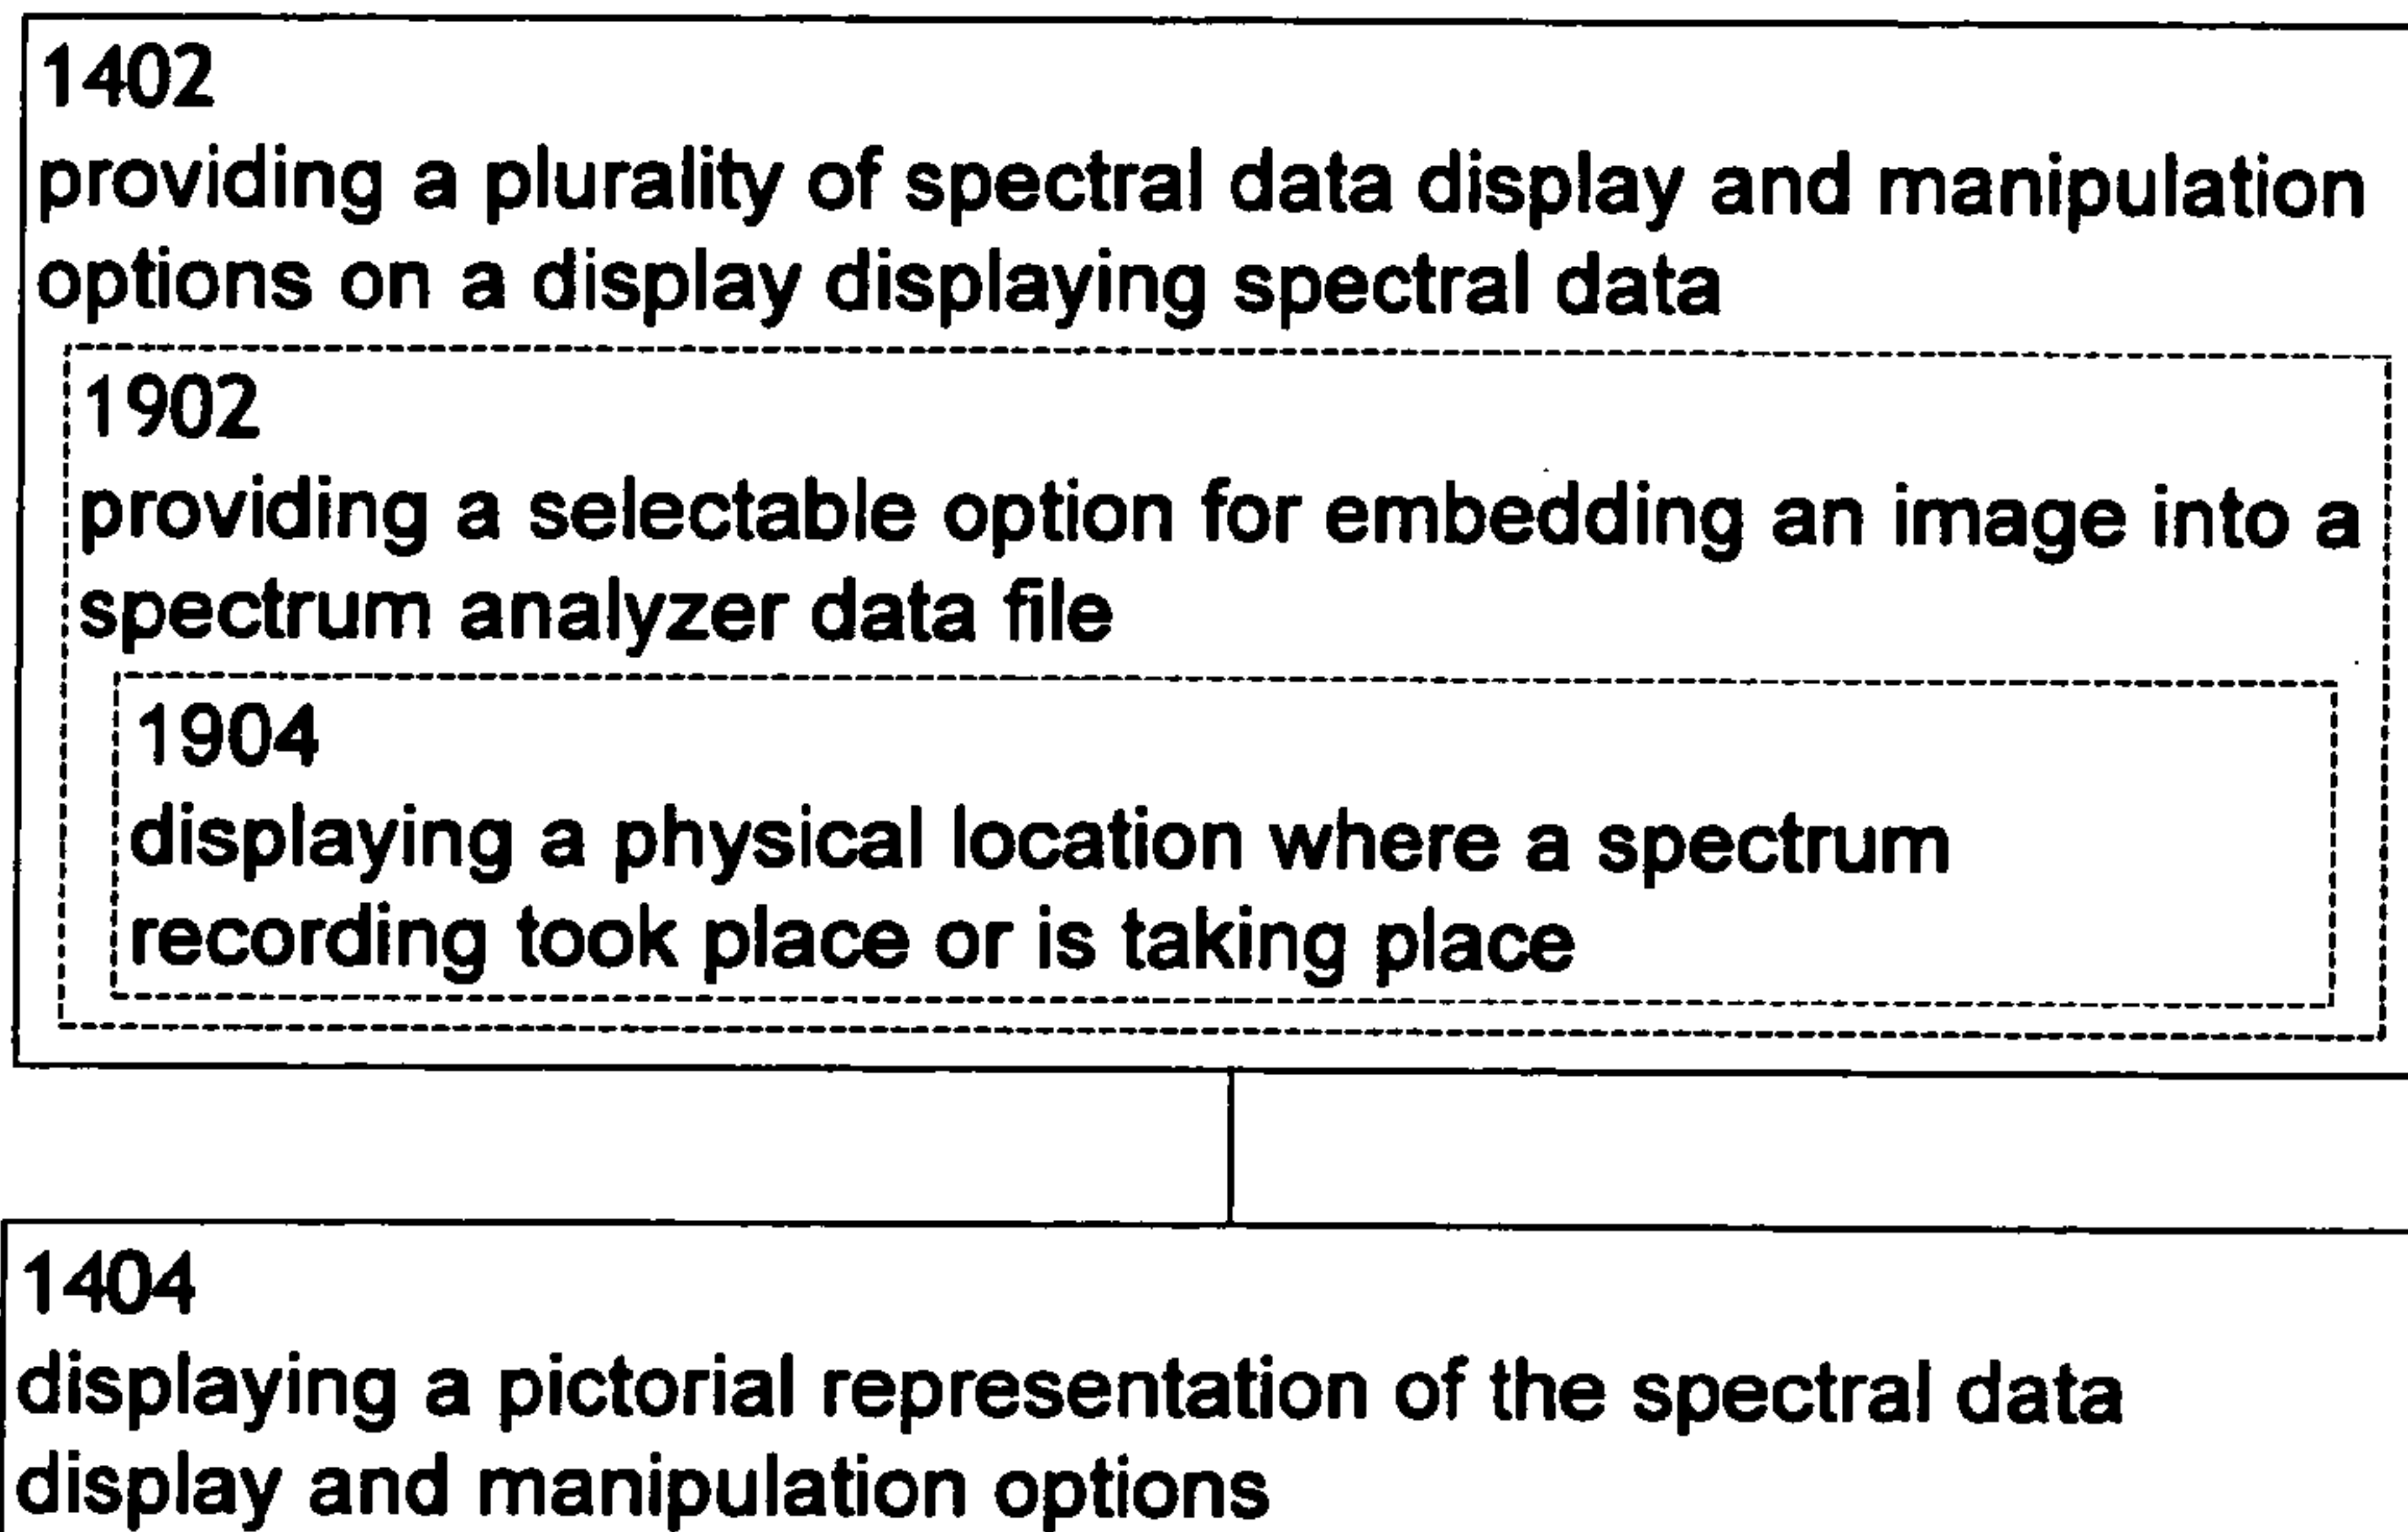 1402
providing a plurality of spectral data display and manipulation
options on a display displaying spectral data
1902
providing a selectable option for embedding an image into a
spectrum analyzer data file
1904
displaying a physical location where a spectrum
recording took place or is taking place
1404
displaying a pictorial representation of the spectral data
display and manipulation options